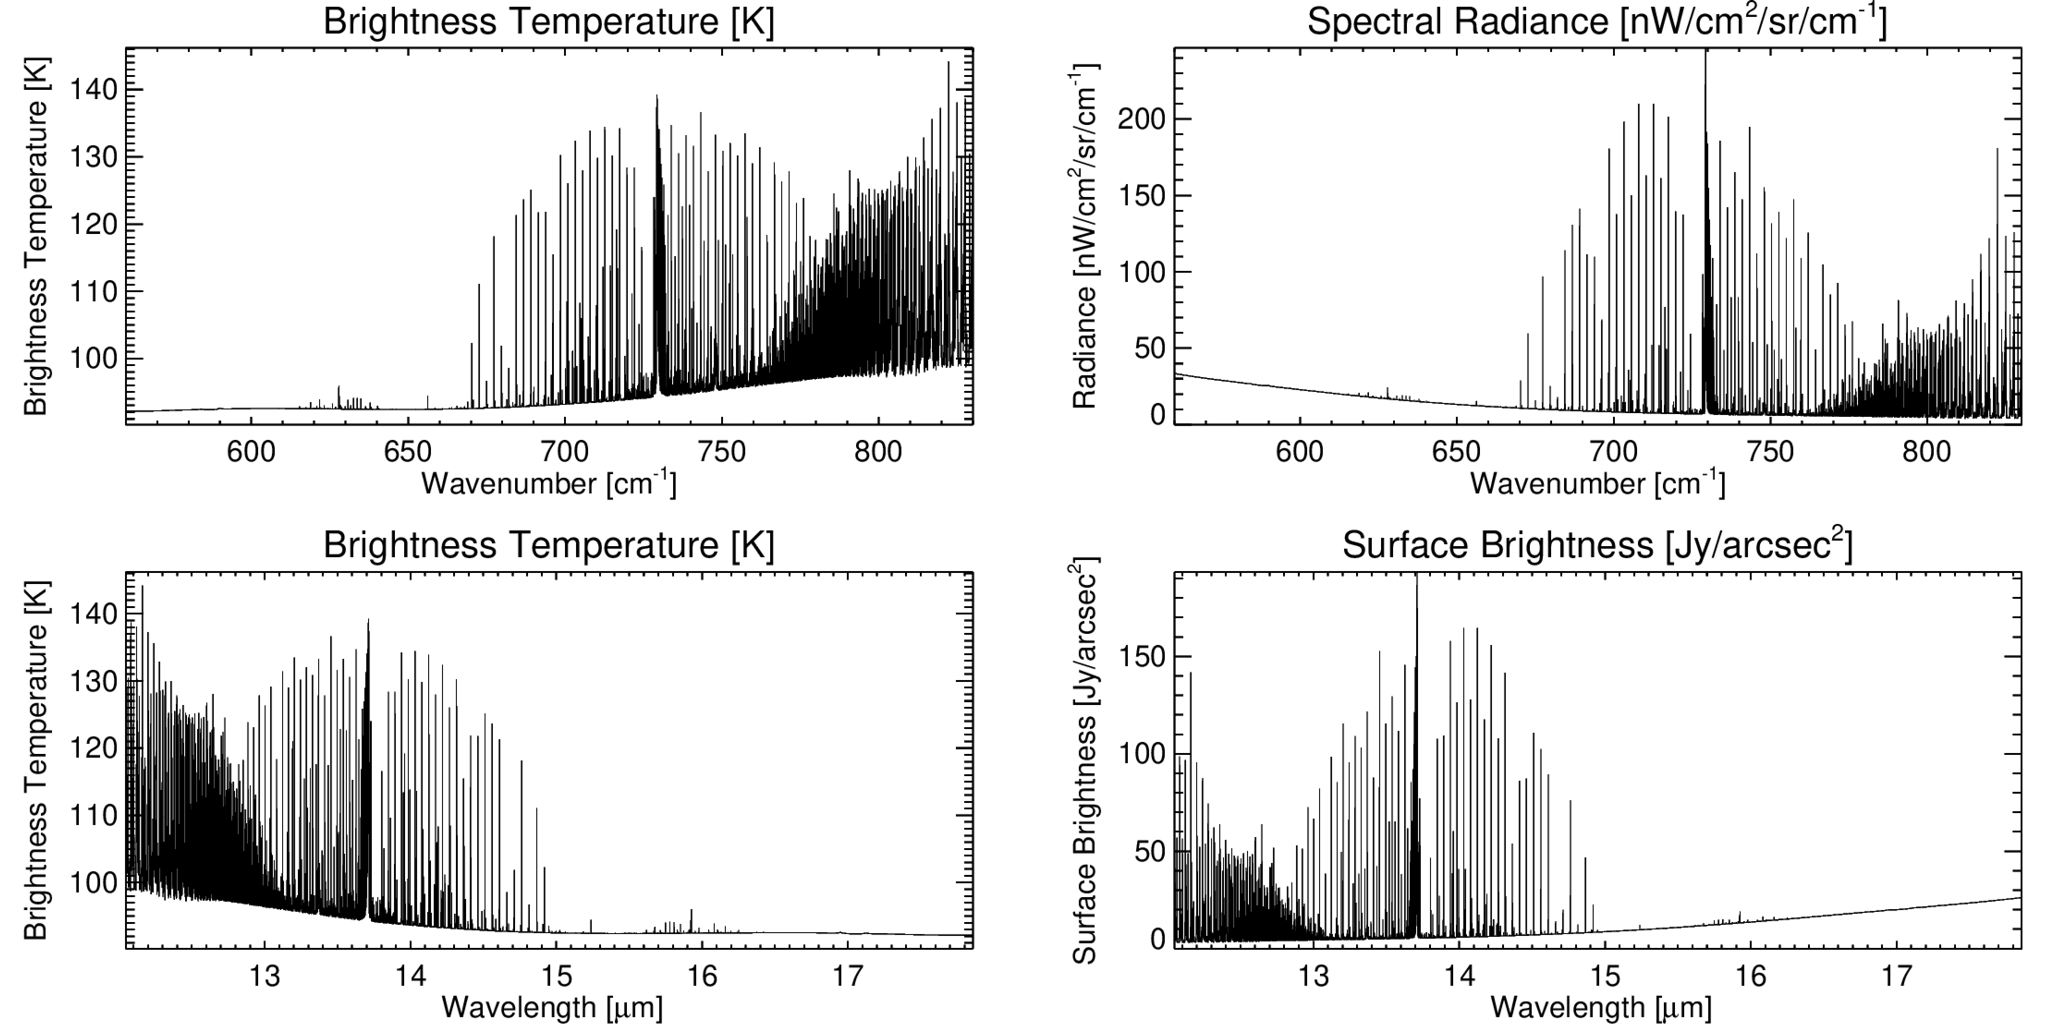 Brightness Temperature [K]
Brightness Temperature [K]
140
130
120
110
100
600 650 700 750 800
Wavenumber [cm⁻¹]
Spectral Radiance [nW/cm²/sr/cm⁻¹]
Radiance [nW/cm²/sr/cm⁻¹]
200
150
100
50
0
600 650 700 750 800
Wavenumber [cm⁻¹]
Brightness Temperature [K]
Brightness Temperature [K]
140
130
120
110
100
13 14 15 16 17
Wavelength [μm]
Surface Brightness [Jy/arcsec²]
Surface Brightness [Jy/arcsec²]
150
100
50
0
13 14 15 16 17
Wavelength [μm]